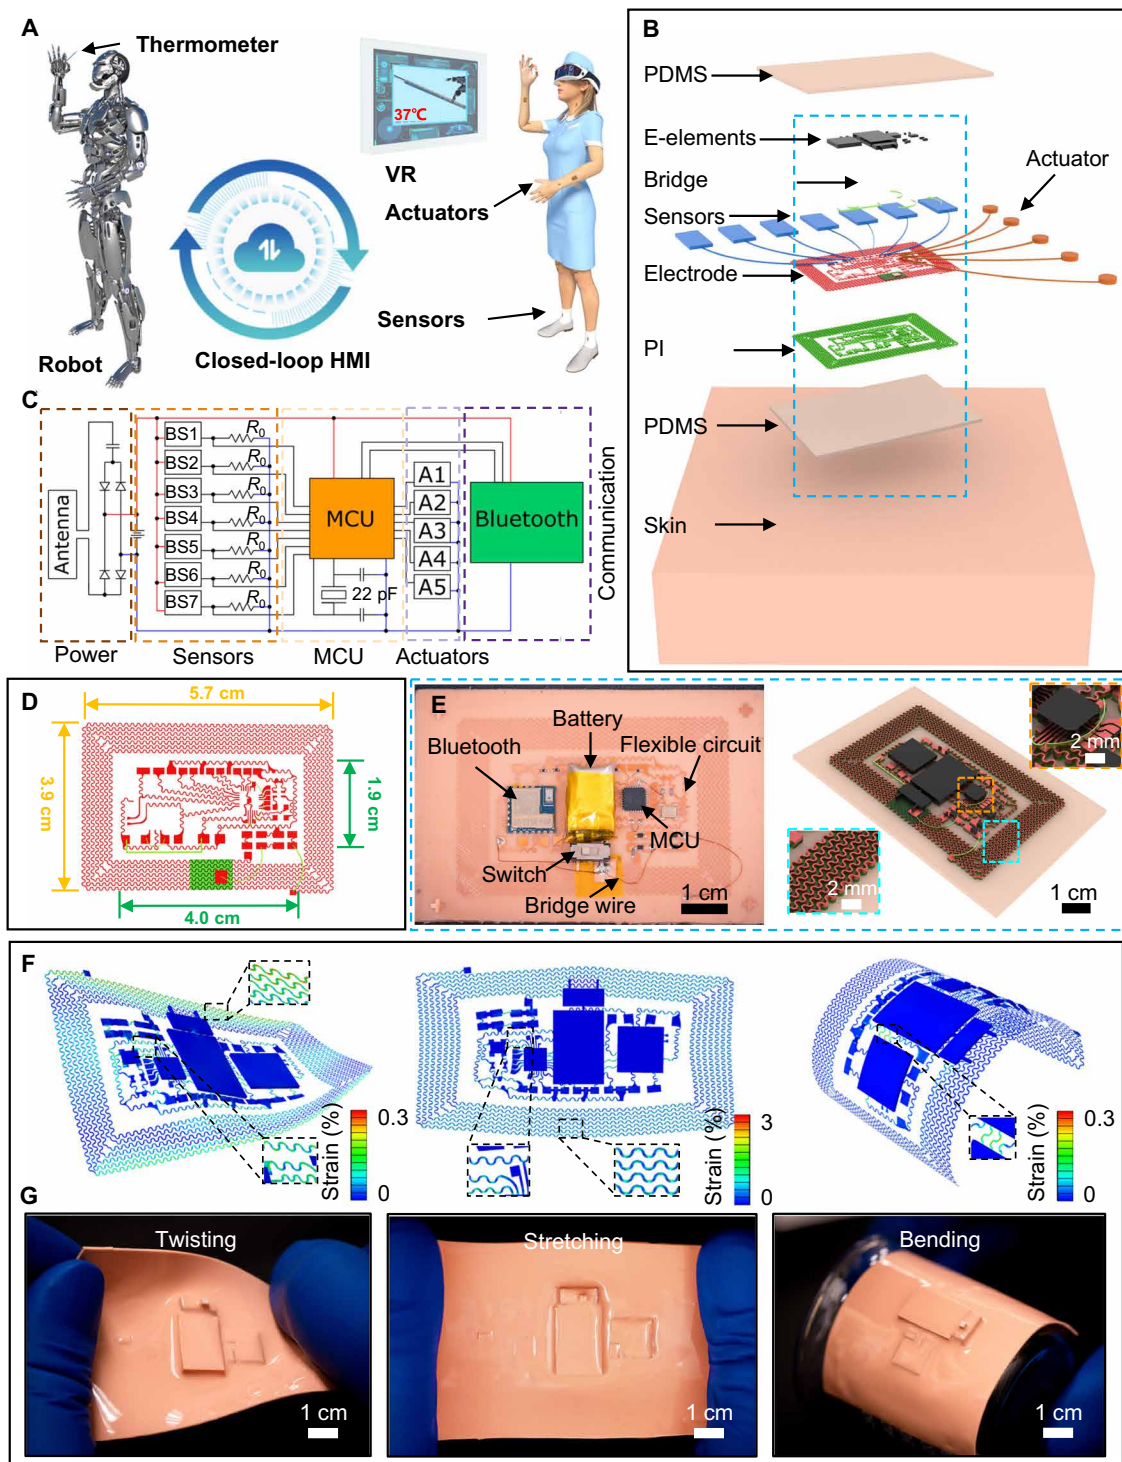 A
Thermometer
37℃
VR
Actuators
Sensors
Robot
Closed-loop HMI
B
PDMS
E-elements
Bridge
Actuator
Sensors
Electrode
PI
PDMS
Skin
C
Antenna
BS1
BS2
BS3
BS4
BS5
BS6
BS7
R0
R0
R0
R0
R0
R0
R0
MCU
22 pF
A1
A2
A3
A4
A5
Bluetooth
Communication
Power
Sensors
MCU
Actuators
D
5.7 cm
3.9 cm
1.9 cm
4.0 cm
E
Battery
Bluetooth
Flexible circuit
MCU
Switch
Bridge wire
1 cm
2 mm
2 mm
1 cm
F
Strain (%)
0.3
0
Strain (%)
3
0
Strain (%)
0.3
0
G
Twisting
1 cm
Stretching
1 cm
Bending
1 cm